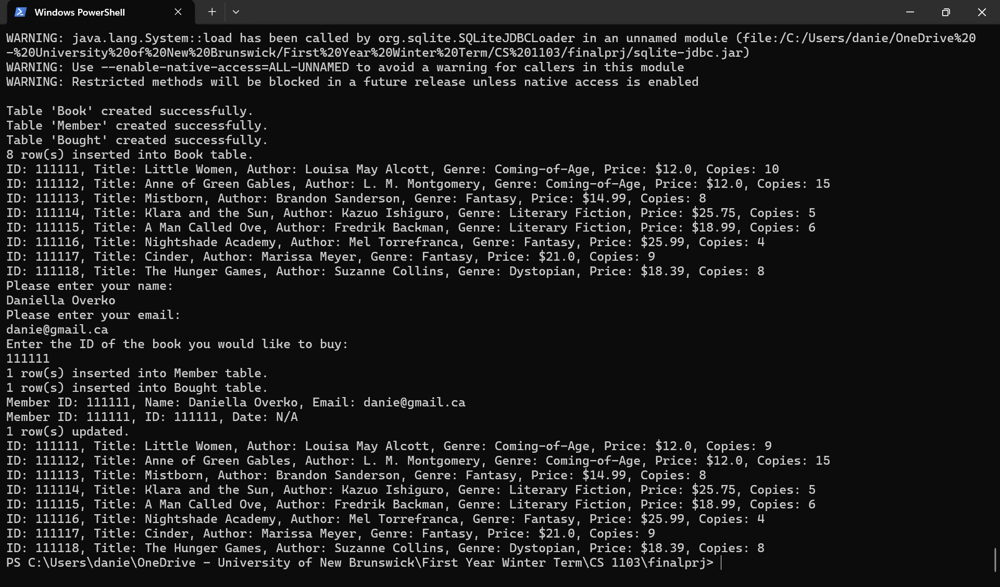 Windows PowerShell
WARNING: java.lang.System::load has been called by org.sqlite.SQLiteJDBCLoader in an unnamed module (file:/C:/Users/danie/OneDrive%20
-%20University%20of%20New%20Brunswick/First%20Year%20Winter%20Term/CS%201103/finalprj/sqlite-jdbc.jar)
WARNING: Use --enable-native-access=ALL-UNNAMED to avoid a warning for callers in this module
WARNING: Restricted methods will be blocked in a future release unless native access is enabled
Table 'Book' created successfully.
Table 'Member' created successfully.
Table 'Bought' created successfully.
8 row(s) inserted into Book table.
ID: 111111, Title: Little Women, Author: Louisa May Alcott, Genre: Coming-of-Age, Price: $12.0, Copies: 10
ID: 111112, Title: Anne of Green Gables, Author: L. M. Montgomery, Genre: Coming-of-Age, Price: $12.0, Copies: 15
ID: 111113, Title: Mistborn, Author: Brandon Sanderson, Genre: Fantasy, Price: $14.99, Copies: 8
ID: 111114, Title: Klara and the Sun, Author: Kazuo Ishiguro, Genre: Literary Fiction, Price: $25.75, Copies: 5
ID: 111115, Title: A Man Called Ove, Author: Fredrik Backman, Genre: Literary Fiction, Price: $18.99, Copies: 6
ID: 111116, Title: Nightshade Academy, Author: Mel Torrefranca, Genre: Fantasy, Price: $25.99, Copies: 4
ID: 111117, Title: Cinder, Author: Marissa Meyer, Genre: Fantasy, Price: $21.0, Copies: 9
ID: 111118, Title: The Hunger Games, Author: Suzanne Collins, Genre: Dystopian, Price: $18.39, Copies: 8
Please enter your name:
Daniella Overko
Please enter your email:
danie@gmail.ca
Enter the ID of the book you would like to buy:
111111
1 row(s) inserted into Member table.
1 row(s) inserted into Bought table.
Member ID: 111111, Name: Daniella Overko, Email: danie@gmail.ca
Member ID: 111111, ID: 111111, Date: N/A
1 row(s) updated.
ID: 111111, Title: Little Women, Author: Louisa May Alcott, Genre: Coming-of-Age, Price: $12.0, Copies: 9
ID: 111112, Title: Anne of Green Gables, Author: L. M. Montgomery, Genre: Coming-of-Age, Price: $12.0, Copies: 15
ID: 111113, Title: Mistborn, Author: Brandon Sanderson, Genre: Fantasy, Price: $14.99, Copies: 8
ID: 111114, Title: Klara and the Sun, Author: Kazuo Ishiguro, Genre: Literary Fiction, Price: $25.75, Copies: 5
ID: 111115, Title: A Man Called Ove, Author: Fredrik Backman, Genre: Literary Fiction, Price: $18.99, Copies: 6
ID: 111116, Title: Nightshade Academy, Author: Mel Torrefranca, Genre: Fantasy, Price: $25.99, Copies: 4
ID: 111117, Title: Cinder, Author: Marissa Meyer, Genre: Fantasy, Price: $21.0, Copies: 9
ID: 111118, Title: The Hunger Games, Author: Suzanne Collins, Genre: Dystopian, Price: $18.39, Copies: 8
PS C:\Users\danie\OneDrive - University of New Brunswick\First Year Winter Term\CS 1103\finalprj>